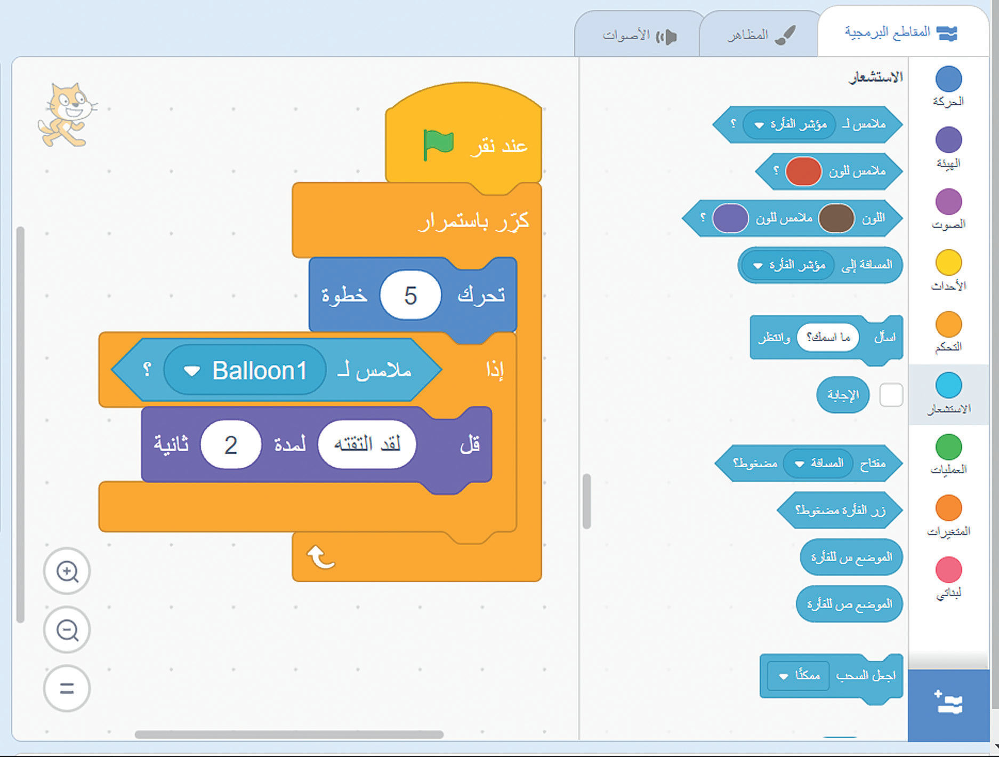 المقاطع البرمجية
المظاهر
الأصوات
الحركة
الهيئة
الصوت
الأحداث
التحكم
الاستشعار
العمليات
المتغيرات
لبناتي
الاستشعار
ملامس لـ مؤشر الفأرة ؟
ملامس للون ؟
اللون ملامس للون ؟
المسافة إلى مؤشر الفأرة
اسأل ما اسمك؟ وانتظر
الإجابة
مفتاح المسافة مضغوط؟
زر الفأرة مضغوط؟
الموضع س للفأرة
الموضع ص للفأرة
اجعل السحب ممكنًا
عند نقر
كرّر باستمرار
تحرك 5 خطوة
إذا ملامس لـ Balloon1 ؟
قل لقد التقته لمدة 2 ثانية